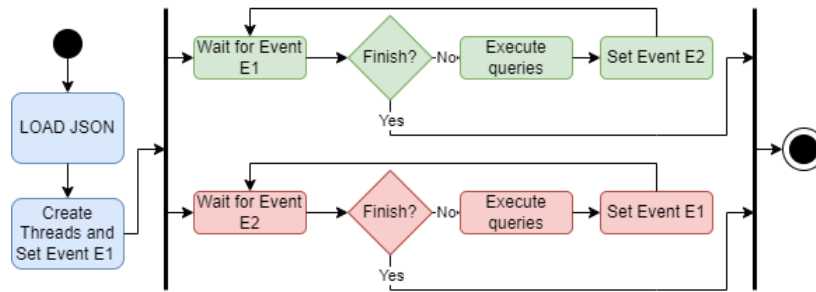 LOAD JSON
Create
Threads and
Set Event E1
Wait for Event
E1
Finish?
No
Execute
queries
Set Event E2
Yes
Wait for Event
E2
Finish?
No
Execute
queries
Set Event E1
Yes